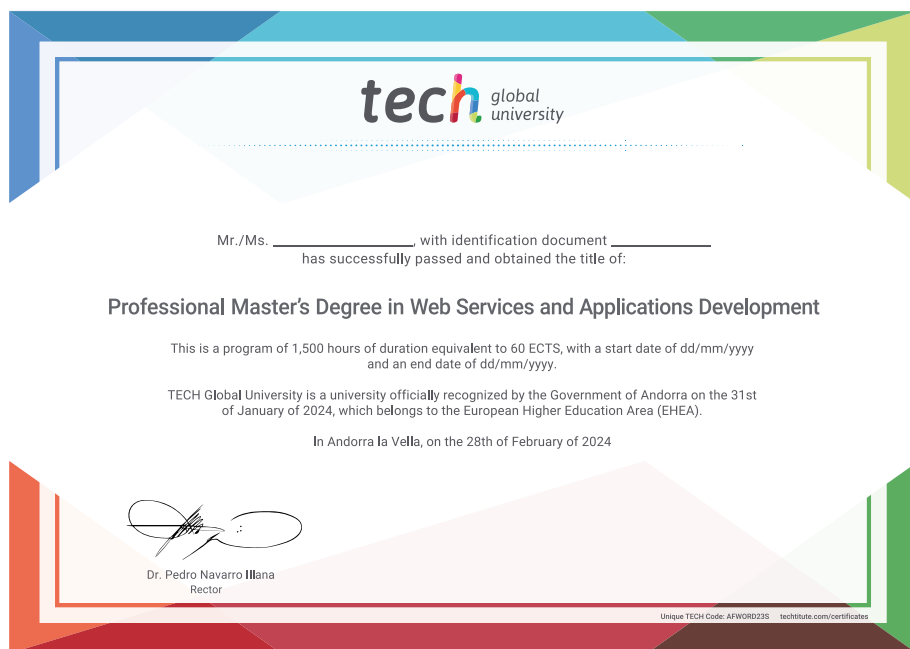 tech global
university
Mr./Ms. ____________, with identification document ____________
has successfully passed and obtained the title of:
Professional Master's Degree in Web Services and Applications Development
This is a program of 1,500 hours of duration equivalent to 60 ECTS, with a start date of dd/mm/yyyy
and an end date of dd/mm/yyyy.
TECH Global University is a university officially recognized by the Government of Andorra on the 31st
of January of 2024, which belongs to the European Higher Education Area (EHEA).
In Andorra la Vella, on the 28th of February of 2024
Dr. Pedro Navarro Illana
Rector
Unique TECH Code: AFWORD23S techtitute.com/certificates